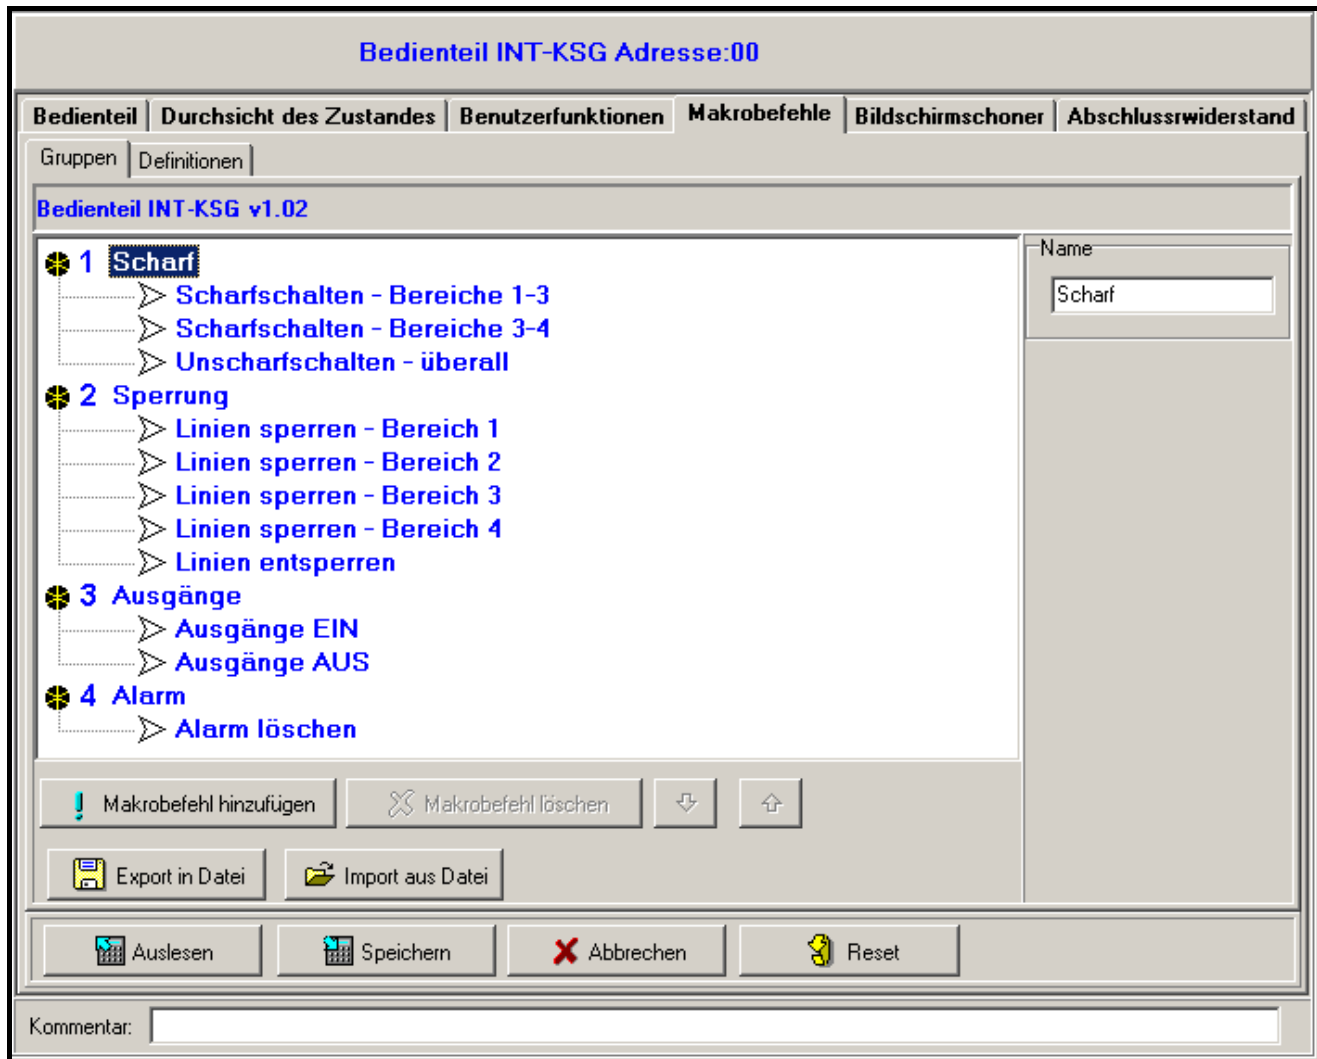 Bedienteil INT-KSG Adresse:00
Bedienteil Durchsicht des Zustandes Benutzerfunktionen Makrobefehle Bildschirmschoner Abschlussrwiderstand
Gruppen Definitionen
Bedienteil INT-KSG v1.02
1 Scharf
Scharfschalten - Bereiche 1-3
Scharfschalten - Bereiche 3-4
Unscharfschalten - überall
2 Sperrung
Linien sperren - Bereich 1
Linien sperren - Bereich 2
Linien sperren - Bereich 3
Linien sperren - Bereich 4
Linien entsperren
3 Ausgänge
Ausgänge EIN
Ausgänge AUS
4 Alarm
Alarm löschen
Name
Scharf
Makrobefehl hinzufügen Makrobefehl löschen
Export in Datei Import aus Datei
Auslesen Speichern Abbrechen Reset
Kommentar: